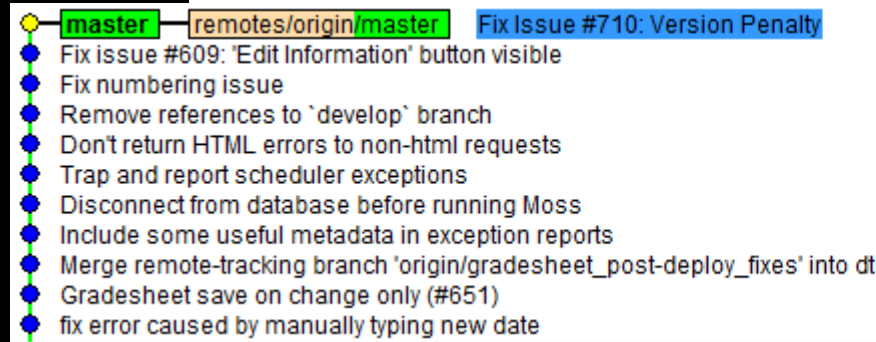 master remotes/origin/master Fix Issue #710: Version Penalty
Fix issue #609: 'Edit Information' button visible
Fix numbering issue
Remove references to `develop` branch
Don't return HTML errors to non-html requests
Trap and report scheduler exceptions
Disconnect from database before running Moss
Include some useful metadata in exception reports
Merge remote-tracking branch 'origin/gradesheet_post-deploy_fixes' into dt
Gradesheet save on change only (#651)
fix error caused by manually typing new date